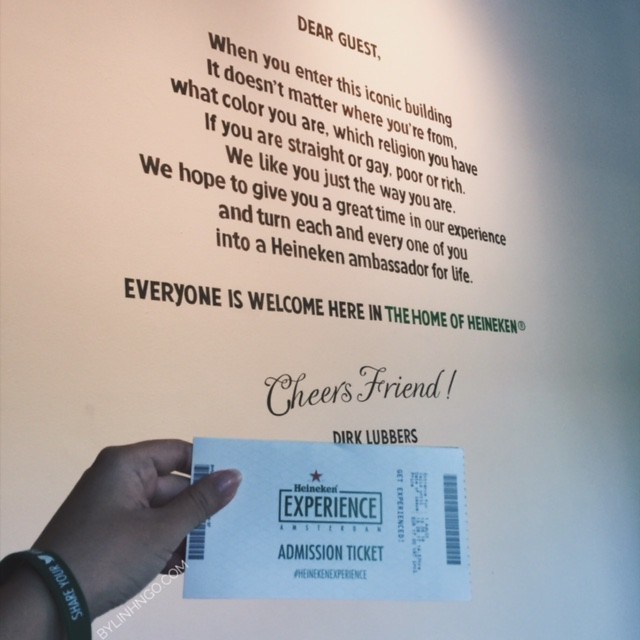 DEAR GUEST,
When you enter this iconic building
It doesn't matter where you're from,
what color you are, which religion you have
If you are straight or gay, poor or rich.
We like you just the way you are.
We hope to give you a great time in our experience
and turn each and every one of you
into a Heineken ambassador for life.
EVERYONE IS WELCOME HERE IN THE HOME OF HEINEKEN®
Cheers Friend!
DIRK LUBBERS
Heineken
EXPERIENCE
AMSTERDAM
ADMISSION TICKET
#HEINEKENEXPERIENCE
GET EXPERIENCED!
SHARE YOUR
BYLINHNGO.COM